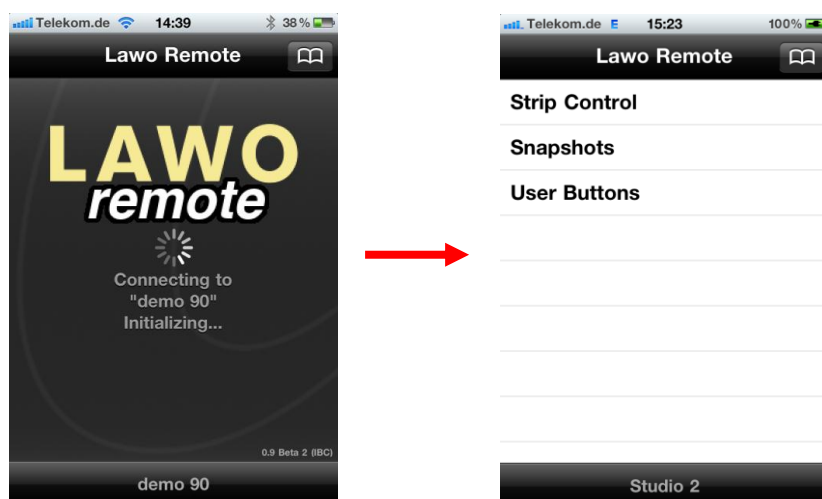 Telekom.de 14:39 38 %
Lawo Remote
LAWO
remote
Connecting to
"demo 90"
Initializing...
0.9 Beta 2 (IBC)
demo 90
Telekom.de E 15:23 100%
Lawo Remote
Strip Control
Snapshots
User Buttons
Studio 2